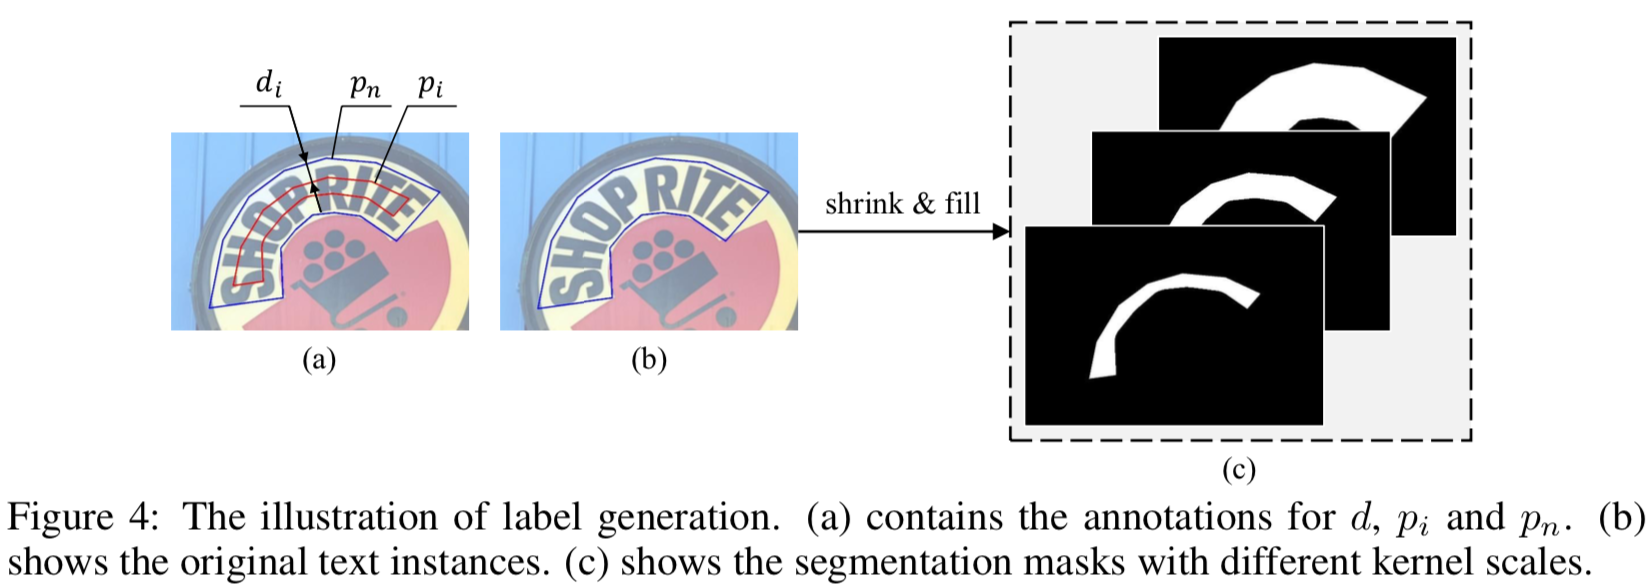 d_i p_n p_i
SHOPRITE SHOPRITE
shrink & fill
(a) (b)
(c)
Figure 4: The illustration of label generation. (a) contains the annotations for d, p_i and p_n. (b)
shows the original text instances. (c) shows the segmentation masks with different kernel scales.